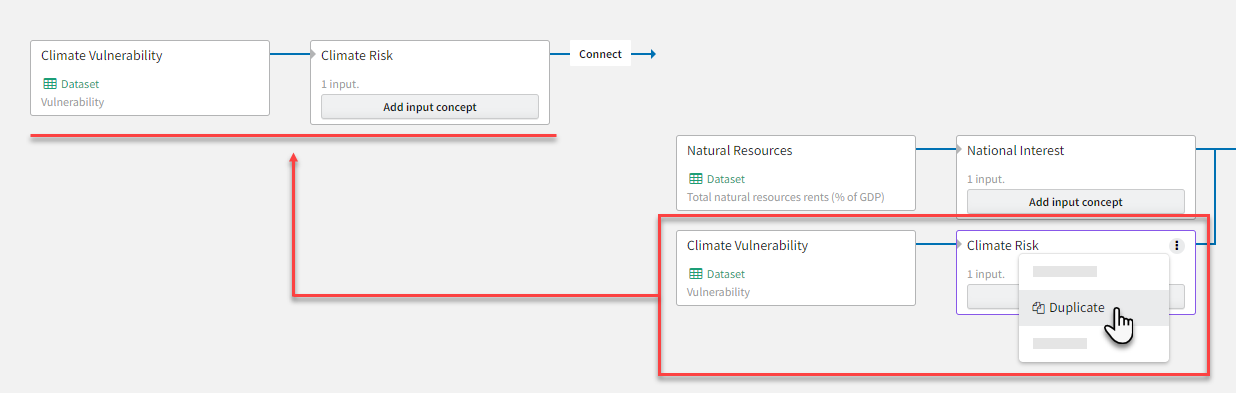 Climate Vulnerability
Dataset
Vulnerability
Climate Risk
1 input.
Add input concept
Connect
Natural Resources
Dataset
Total natural resources rents (% of GDP)
National Interest
1 input.
Add input concept
Climate Vulnerability
Dataset
Vulnerability
Climate Risk
1 input.
Duplicate